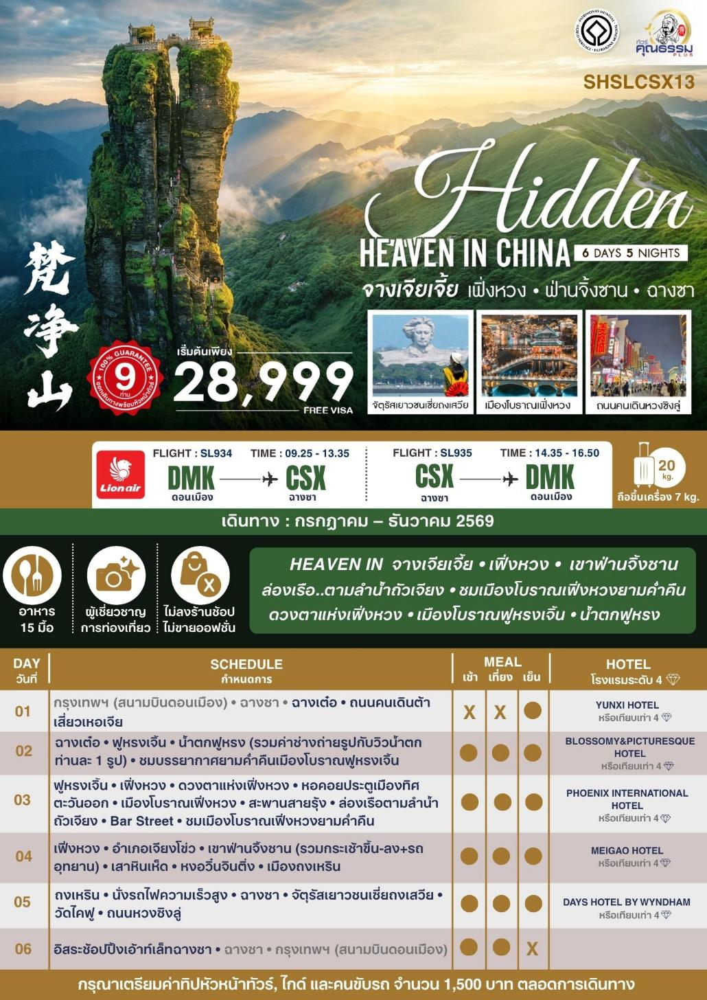 ทัวร์
คุณธรรม
PLUS
SHSLCSX13
Hidden
HEAVEN IN CHINA
6 DAYS 5 NIGHTS
จางเจียเจี้ย เฟิ่งหวง • ฟ่านจิ้งซาน • ฉางซา
梵
净
山
100% GUARANTEE
9
ท่าน
ออกเดินทางพร้อมหัวหน้าทัวร์
เริ่มต้นเพียง
28,999
FREE VISA
จัตุรัสเยาวชนเชี่ยถงเสวีย
เมืองโบราณเฟิ่งหวง
ถนนคนเดินหวงซิงลู่
Lion air
FLIGHT : SL934 TIME : 09.25 - 13.35
DMK CSX
ดอนเมือง ฉางซา
FLIGHT : SL935 TIME : 14.35 - 16.50
CSX DMK
ฉางซา ดอนเมือง
20
kg.
ถือขึ้นเครื่อง 7 kg.
เดินทาง : กรกฎาคม – ธันวาคม 2569
อาหาร
15 มื้อ
ผู้เชี่ยวชาญ
การท่องเที่ยว
X
ไม่ลงร้านช้อป
ไม่ขายออฟชั่น
HEAVEN IN จางเจียเจี้ย • เฟิ่งหวง • เขาฟ่านจิ้งซาน
ล่องเรือ..ตามลำน้ำถัวเจียง • ชมเมืองโบราณเฟิ่งหวงยามค่ำคืน
ดวงตาแห่งเฟิ่งหวง • เมืองโบราณฟูหรงเจิ้น • น้ำตกฟูหรง
DAY SCHEDULE MEAL HOTEL
วันที่ กำหนดการ เช้า เที่ยง เย็น โรงแรมระดับ 4
01
กรุงเทพฯ (สนามบินดอนเมือง) • ฉางซา • ฉางเต๋อ • ถนนคนเดินต้า
เสี่ยวเหอเจีย
X X
YUNXI HOTEL
หรือเทียบเท่า 4
02
ฉางเต๋อ • ฟูหรงเจิ้น • น้ำตกฟูหรง (รวมค่าช่างถ่ายรูปกับวิวน้ำตก
ท่านละ 1 รูป) • ชมบรรยากาศยามค่ำคืนเมืองโบราณฟูหรงเจิ้น
BLOSSOMY&PICTURESQUE
HOTEL
หรือเทียบเท่า 4
03
ฟูหรงเจิ้น • เฟิ่งหวง • ดวงตาแห่งเฟิ่งหวง • หอคอยประตูเมืองทิศ
ตะวันออก • เมืองโบราณเฟิ่งหวง • สะพานสายรุ้ง • ล่องเรือตามลำน้ำ
ถัวเจียง • Bar Street • ชมเมืองโบราณเฟิ่งหวงยามค่ำคืน
PHOENIX INTERNATIONAL
HOTEL
หรือเทียบเท่า 4
04
เฟิ่งหวง • อำเภอเจียงโข่ว • เขาฟ่านจิ้งซาน (รวมกระเช้าขึ้น-ลง+รถ
อุทยาน) • เสาหินเห็ด • หงอวิ๋นจินติ่ง • เมืองถงเหริน
MEIGAO HOTEL
หรือเทียบเท่า 4
05
ถงเหริน • นั่งรถไฟความเร็วสูง • ฉางซา • จัตุรัสเยาวชนเชี่ยถงเสวีย •
วัดไคฟู • ถนนหวงซิงลู่
DAYS HOTEL BY WYNDHAM
หรือเทียบเท่า 4
06
อิสระช้อปปิ้งเอ้าท์เล็ทฉางซา • ฉางซา • กรุงเทพฯ (สนามบินดอนเมือง)
X
กรุณาเตรียมค่าทิปหัวหน้าทัวร์, ไกด์ และคนขับรถ จำนวน 1,500 บาท ตลอดการเดินทาง